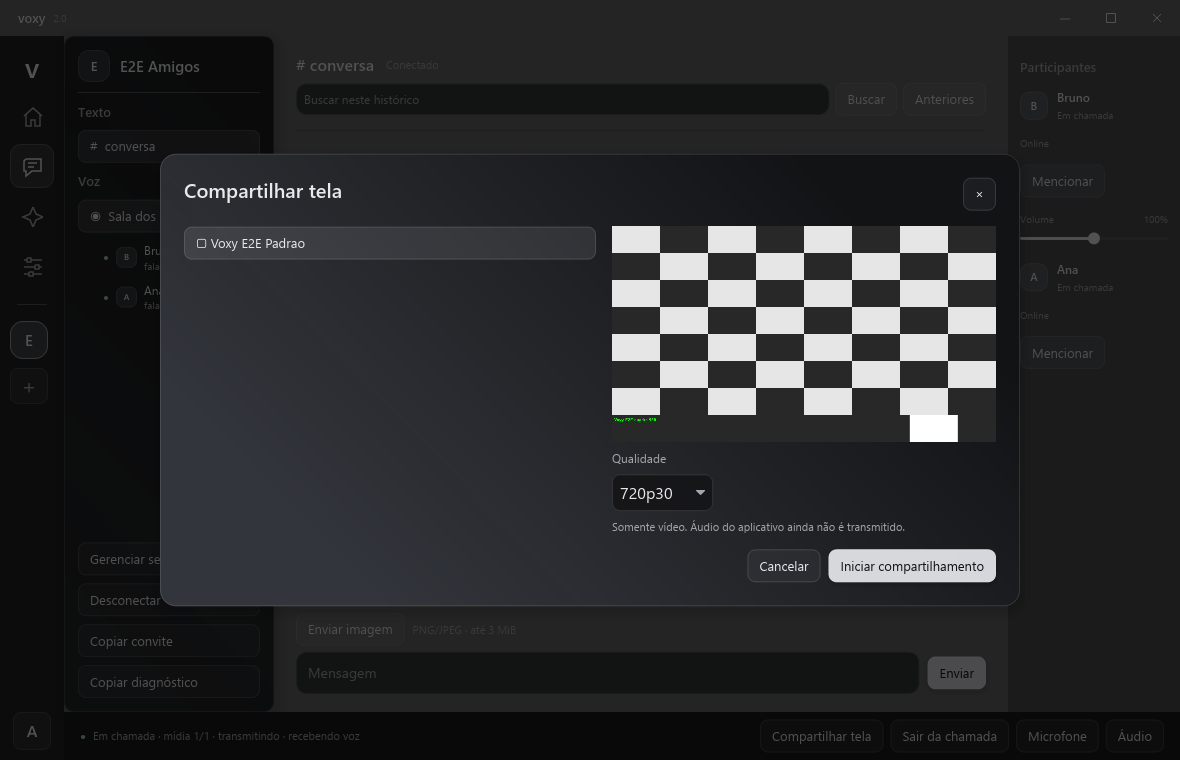 voxy 2.0
V
E E2E Amigos
Texto
# conversa
Voz
Sala dos
B
A
Gerenciar se
Desconectar
Copiar convite
Copiar diagnóstico
E
+
A
# conversa Conectado
Buscar neste histórico
Buscar
Anteriores
Compartilhar tela
×
Voxy E2E Padrao
Qualidade
720p30
Somente vídeo. Áudio do aplicativo ainda não é transmitido.
Cancelar
Iniciar compartilhamento
Enviar imagem
PNG/JPEG · até 3 MiB
Mensagem
Enviar
Participantes
B Bruno
Em chamada
Online
Mencionar
Volume 100%
A Ana
Em chamada
Online
Mencionar
Em chamada · mídia 1/1 · transmitindo · recebendo voz
Compartilhar tela
Sair da chamada
Microfone
Áudio